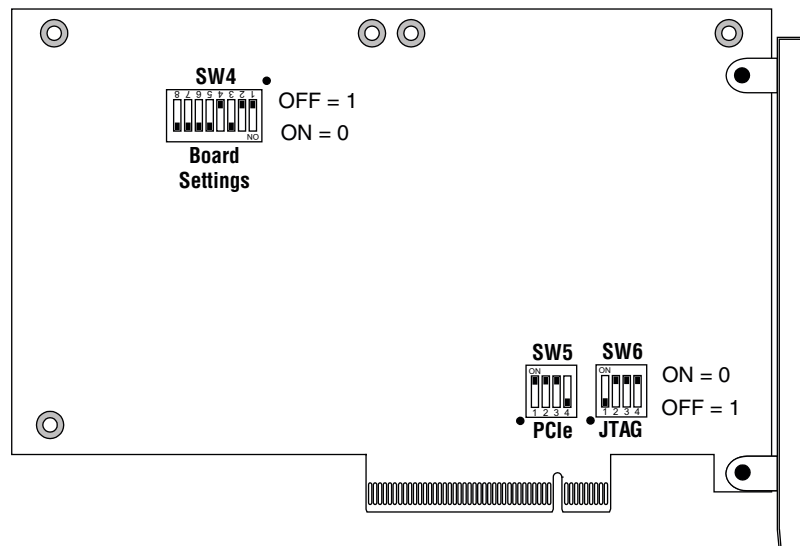 SW4
8 7 6 5 4 3 2 1
ON
OFF = 1
ON = 0
Board
Settings
SW5
ON
1 2 3 4
PCIe
SW6
ON
1 2 3 4
JTAG
ON = 0
OFF = 1